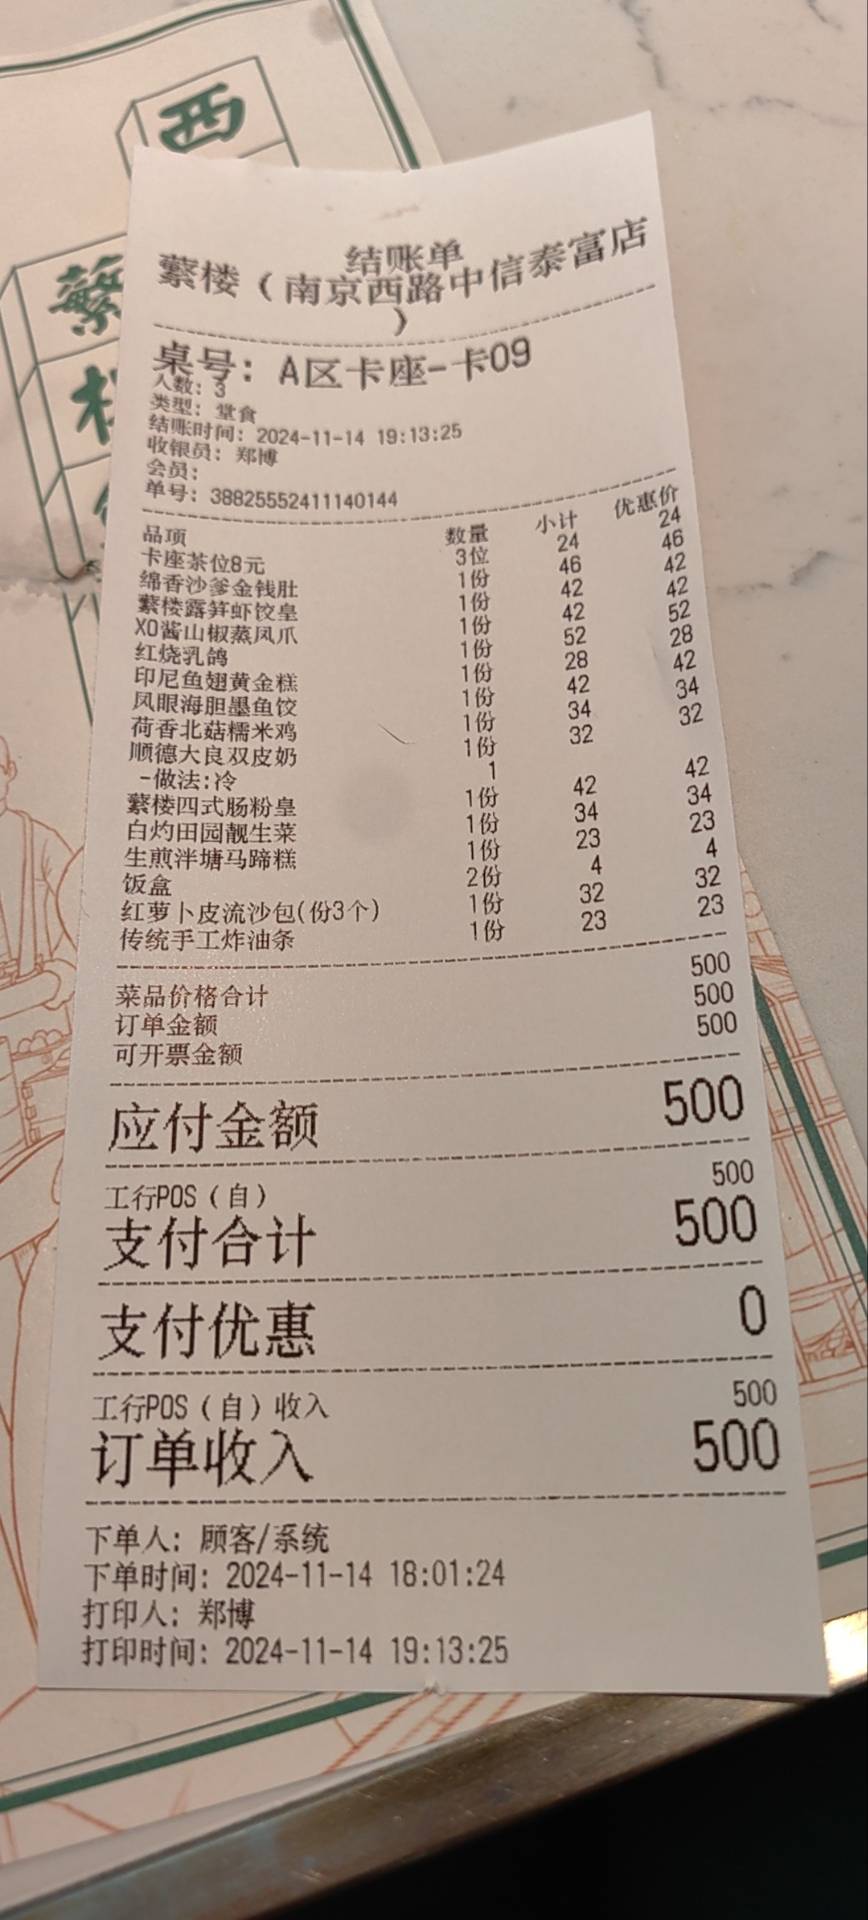 西
蘩
楼
结账单
蘩楼（南京西路中信泰富店
）
桌号: A区卡座-卡09
人数: 3
类型: 堂食
结账时间: 2024-11-14 19:13:25
收银员: 郑博
会员:
单号: 38825552411140144
品项 数量 小计 优惠价
卡座茶位8元 3位 24 24
绵香沙爹金钱肚 1份 46 46
蘩楼露笋虾饺皇 1份 42 42
XO酱山椒蒸凤爪 1份 42 42
红烧乳鸽 1份 52 52
印尼鱼翅黄金糕 1份 28 28
凤眼海胆墨鱼饺 1份 42 42
荷香北菇糯米鸡 1份 34 34
顺德大良双皮奶 1份 32 32
-做法:冷 1
蘩楼四式肠粉皇 1份 42 42
白灼田园靓生菜 1份 34 34
生煎泮塘马蹄糕 1份 23 23
饭盒 2份 4 4
红萝卜皮流沙包(份3个) 1份 32 32
传统手工炸油条 1份 23 23
菜品价格合计 500
订单金额 500
可开票金额 500
应付金额 500
工行POS（自） 500
支付合计 500
支付优惠 0
工行POS（自）收入 500
订单收入 500
下单人: 顾客/系统
下单时间: 2024-11-14 18:01:24
打印人: 郑博
打印时间: 2024-11-14 19:13:25